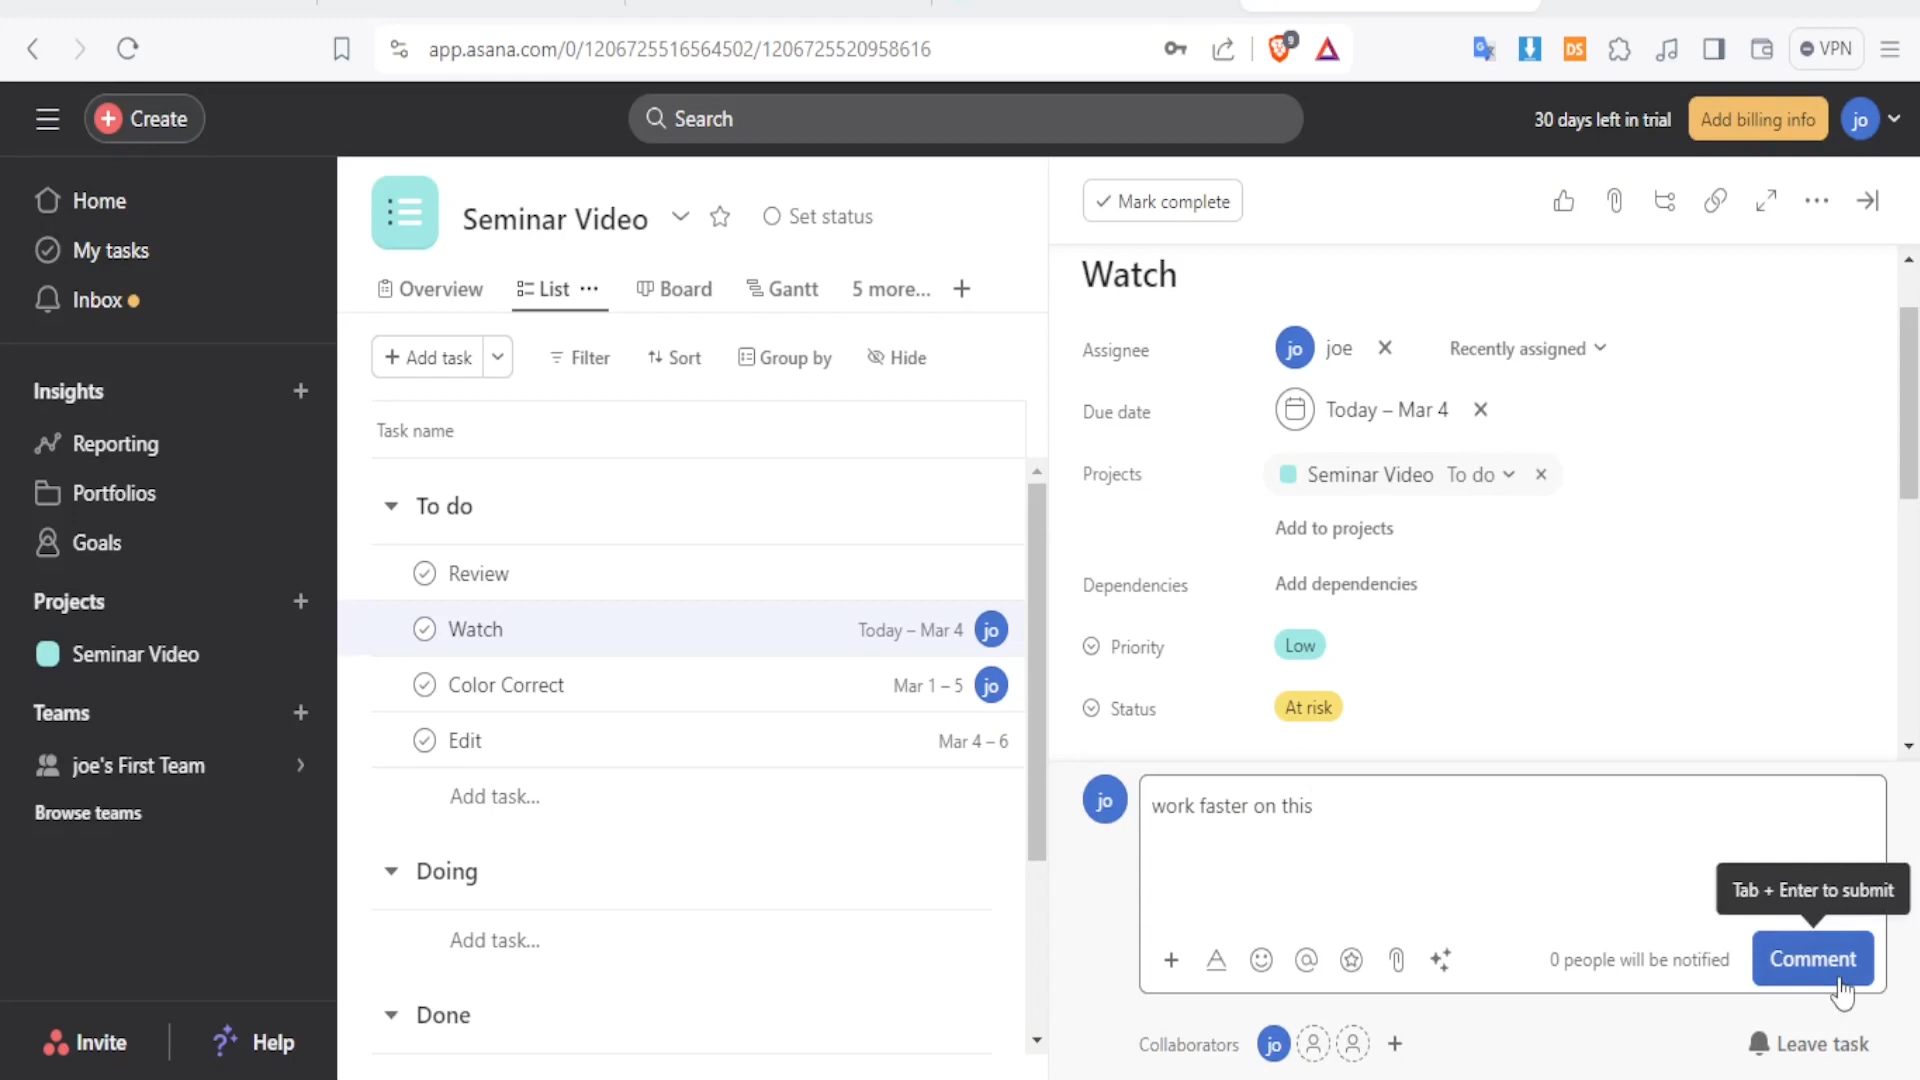 app.asana.com/0/1206725516564502/1206725520958616
9
DS
VPN
Create
Search
30 days left in trial
Add billing info
jo
Home
My tasks
Inbox
Insights
Reporting
Portfolios
Goals
Projects
Seminar Video
Teams
joe's First Team
Browse teams
Invite
Help
Seminar Video
Set status
Overview
List
Board
Gantt
5 more...
Add task
Filter
Sort
Group by
Hide
Task name
To do
Review
Watch
Today – Mar 4
jo
Color Correct
Mar 1 – 5
jo
Edit
Mar 4 – 6
Add task...
Doing
Add task...
Done
Mark complete
Watch
Assignee
jo
joe
Recently assigned
Due date
Today – Mar 4
Projects
Seminar Video To do
Add to projects
Dependencies
Add dependencies
Priority
Low
Status
At risk
jo
work faster on this
Tab + Enter to submit
0 people will be notified
Comment
Collaborators
jo
Leave task